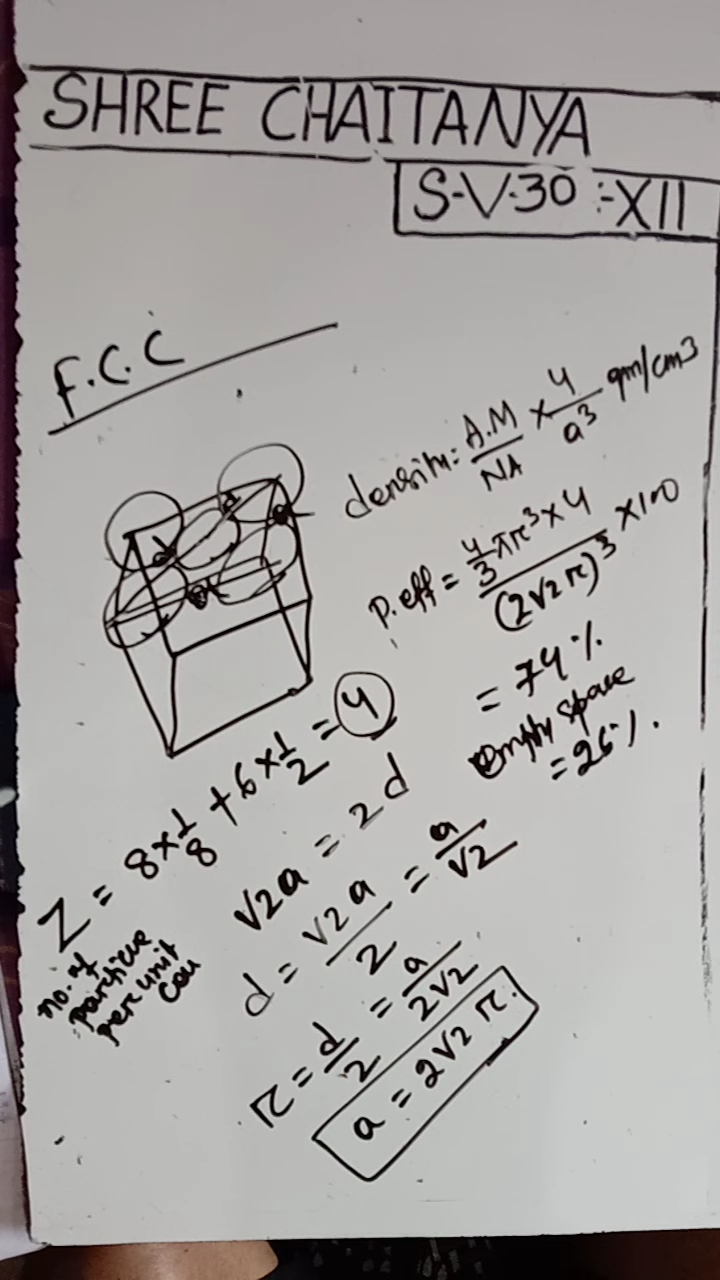 SHREE CHAITANYA
S-V-30 :-XII
F.C.C
density = A.M/NA × 4/a³ gm/cm³
P.eff = 4/3 πr³ × 4 / (2√2 r)³ × 100
= 74%
empty space
= 26%.
Z = 8×1/8 + 6×1/2 = 4
no. of
particle
per unit
cell
√2a = 2d
d = √2a/2 = a/√2
r = d/2 = a/2√2
a = 2√2 r.